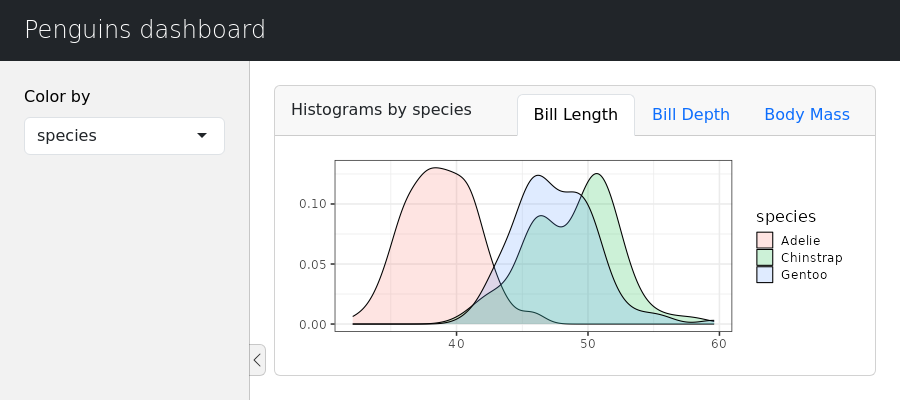 Penguins dashboard
Color by
species
Histograms by species
Bill Length
Bill Depth
Body Mass
0.10
0.05
0.00
40
50
60
species
Adelie
Chinstrap
Gentoo